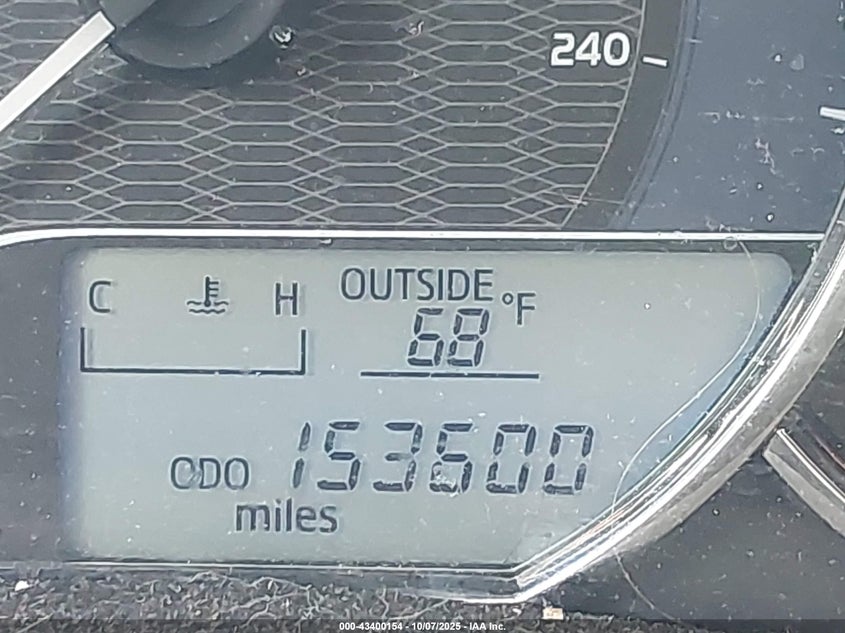 240
C H OUTSIDE °F
68
ODO 153600
miles
000-43400154 - 10/07/2025 - IAA Inc.